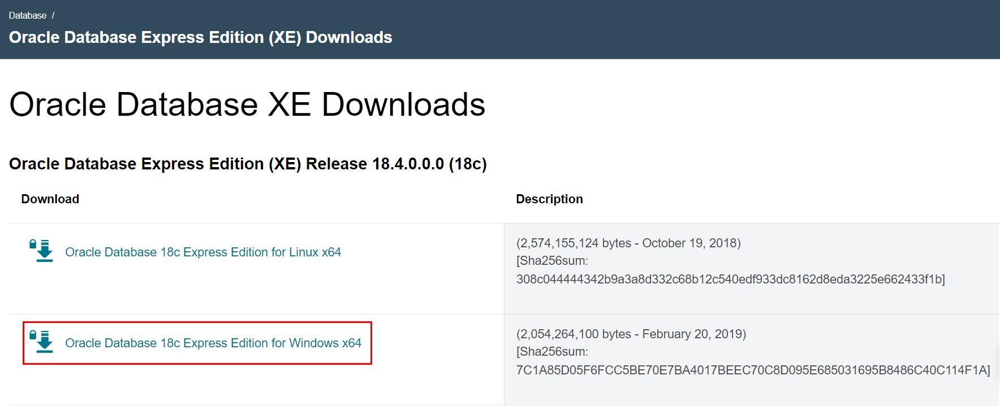 Database /
Oracle Database Express Edition (XE) Downloads
Oracle Database XE Downloads
Oracle Database Express Edition (XE) Release 18.4.0.0.0 (18c)
Download Description
Oracle Database 18c Express Edition for Linux x64
(2,574,155,124 bytes - October 19, 2018)
[Sha256sum:
308c044444342b9a3a8d332c68b12c540edf933dc8162d8eda3225e662433f1b]
Oracle Database 18c Express Edition for Windows x64
(2,054,264,100 bytes - February 20, 2019)
[Sha256sum:
7C1A85D05F6FCC5BE70E7BA4017BEEC70C8D095E685031695B8486C40C114F1A]